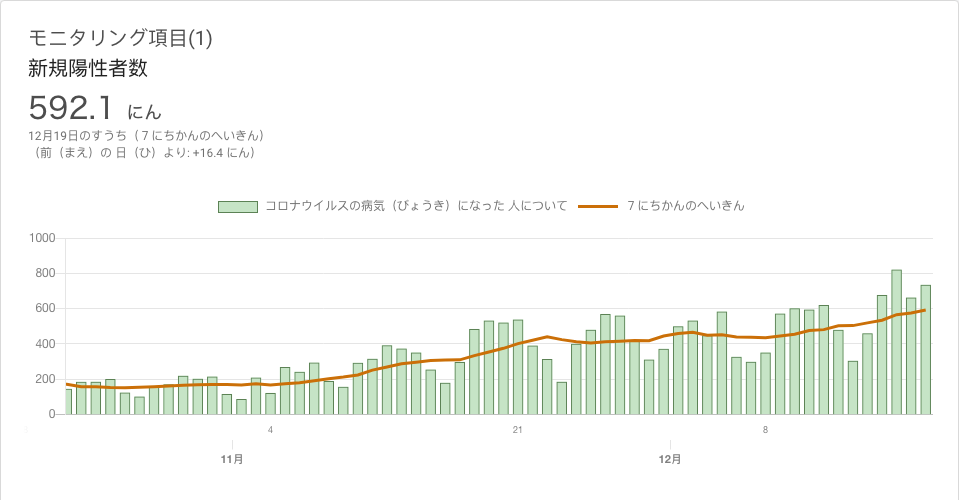 モニタリング項目(1)
新規陽性者数
592.1 にん
12月19日のすうち（７にちかんのへいきん）
（前（まえ）の 日（ひ）より: +16.4 にん）
コロナウイルスの病気（びょうき）になった 人について ７にちかんのへいきん
1000
800
600
400
200
0
4 21 8
11月 12月